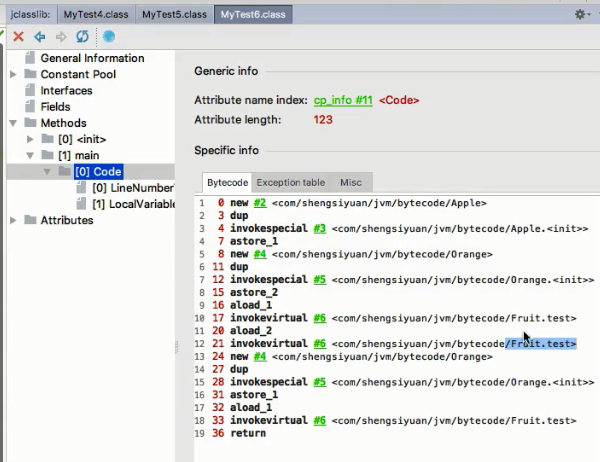 jclasslib: MyTest4.class MyTest5.class MyTest6.class
General Information
Constant Pool
Interfaces
Fields
Methods
[0] <init>
[1] main
[0] Code
[0] LineNumber
[1] LocalVariable
Attributes
Generic info
Attribute name index: cp_info #11 <Code>
Attribute length: 123
Specific info
Bytecode Exception table Misc
1 0 new #2 <com/shengsiyuan/jvm/bytecode/Apple>
2 3 dup
3 4 invokespecial #3 <com/shengsiyuan/jvm/bytecode/Apple.<init>>
4 7 astore_1
5 8 new #4 <com/shengsiyuan/jvm/bytecode/Orange>
6 11 dup
7 12 invokespecial #5 <com/shengsiyuan/jvm/bytecode/Orange.<init>>
8 15 astore_2
9 16 aload_1
10 17 invokevirtual #6 <com/shengsiyuan/jvm/bytecode/Fruit.test>
11 20 aload_2
12 21 invokevirtual #6 <com/shengsiyuan/jvm/bytecode/Fruit.test>
13 24 new #4 <com/shengsiyuan/jvm/bytecode/Orange>
14 27 dup
15 28 invokespecial #5 <com/shengsiyuan/jvm/bytecode/Orange.<init>>
16 31 astore_1
17 32 aload_1
18 33 invokevirtual #6 <com/shengsiyuan/jvm/bytecode/Fruit.test>
19 36 return